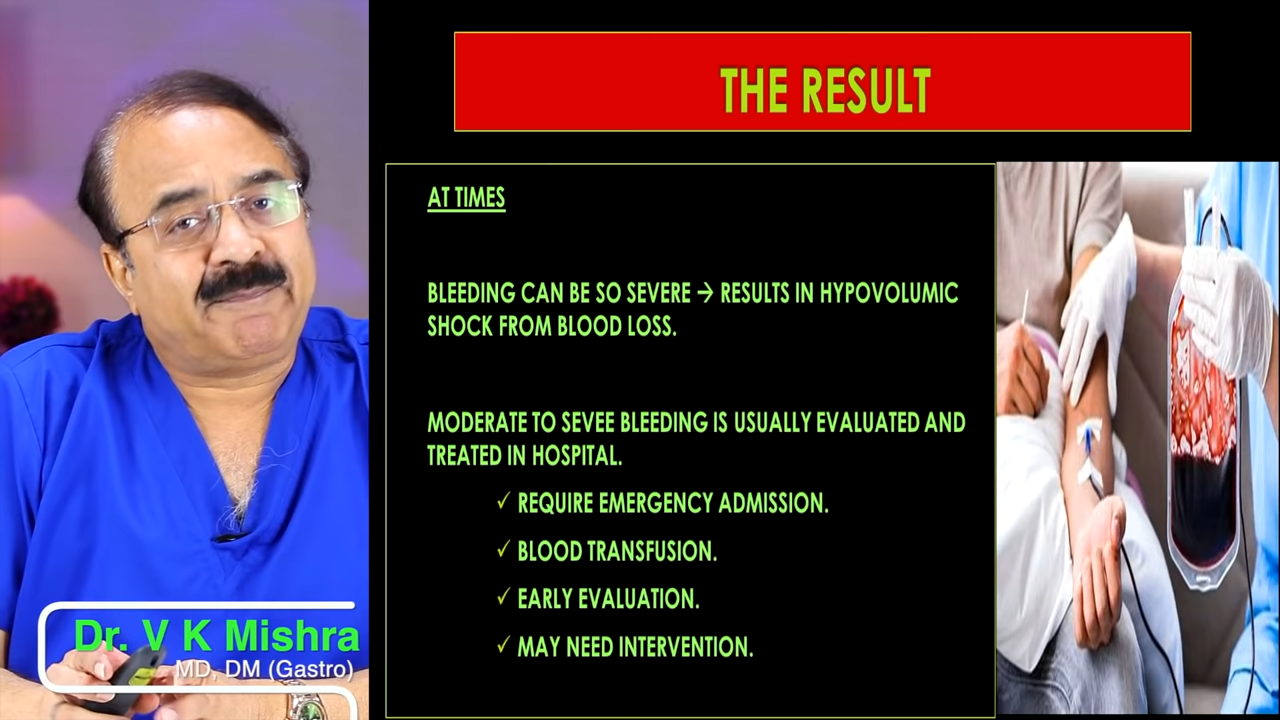 THE RESULT
AT TIMES
BLEEDING CAN BE SO SEVERE → RESULTS IN HYPOVOLUMIC
SHOCK FROM BLOOD LOSS.
MODERATE TO SEVEE BLEEDING IS USUALLY EVALUATED AND
TREATED IN HOSPITAL.
✓ REQUIRE EMERGENCY ADMISSION.
✓ BLOOD TRANSFUSION.
✓ EARLY EVALUATION.
✓ MAY NEED INTERVENTION.
Dr. V K Mishra
MD, DM (Gastro)